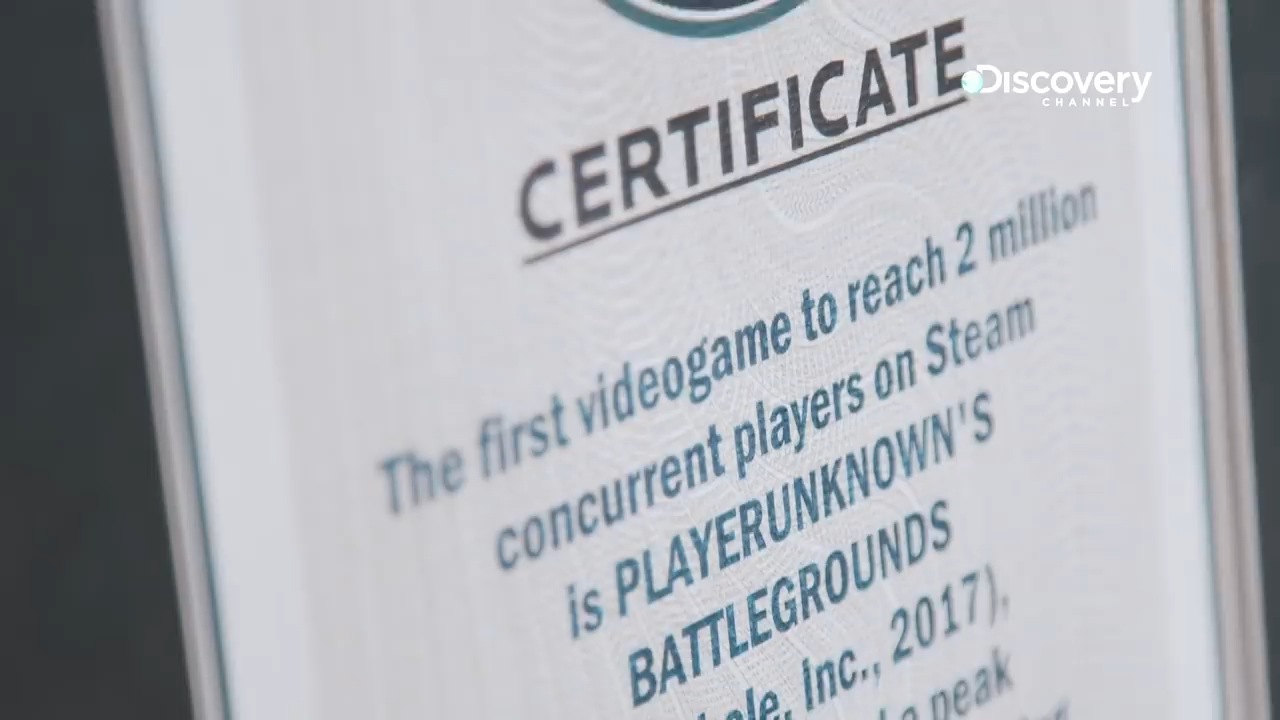 Discovery
CHANNEL
CERTIFICATE
The first videogame to reach 2 million
concurrent players on Steam
is PLAYERUNKNOWN'S
BATTLEGROUNDS
Inc., 2017),
peak